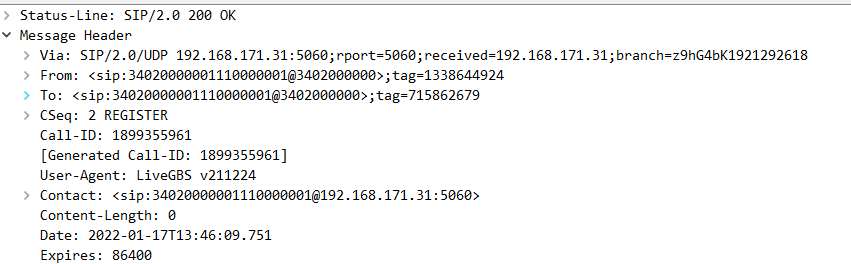 Status-Line: SIP/2.0 200 OK
Message Header
Via: SIP/2.0/UDP 192.168.171.31:5060;rport=5060;received=192.168.171.31;branch=z9hG4bK1921292618
From: <sip:34020000001110000001@3402000000>;tag=1338644924
To: <sip:34020000001110000001@3402000000>;tag=715862679
CSeq: 2 REGISTER
Call-ID: 1899355961
[Generated Call-ID: 1899355961]
User-Agent: LiveGBS v211224
Contact: <sip:34020000001110000001@192.168.171.31:5060>
Content-Length: 0
Date: 2022-01-17T13:46:09.751
Expires: 86400